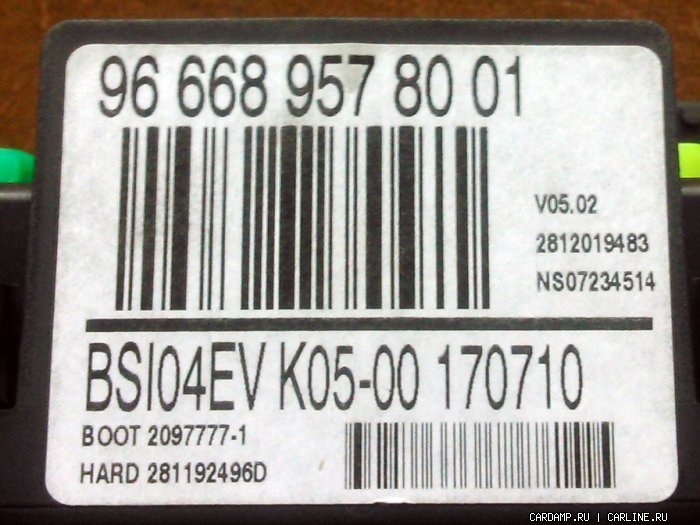 96 668 957 80 01
V05.02
2812019483
NS07234514
BSI04EV K05-00 170710
BOOT 2097777-1
HARD 281192496D
CARDAMP.RU | CARLINE.RU